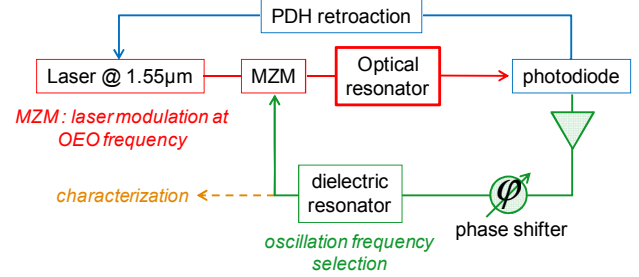 PDH retroaction
Laser @ 1.55µm
MZM
Optical
resonator
photodiode
MZM : laser modulation at
OEO frequency
characterization
dielectric
resonator
φ
phase shifter
oscillation frequency
selection